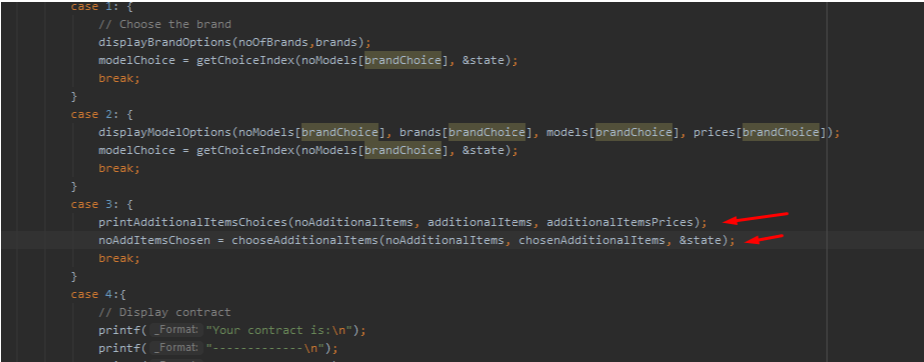 case 1: {
// Choose the brand
displayBrandOptions(noOfBrands,brands);
modelChoice = getChoiceIndex(noModels[brandChoice], &state);
break;
}
case 2: {
displayModelOptions(noModels[brandChoice], brands[brandChoice], models[brandChoice], prices[brandChoice]);
modelChoice = getChoiceIndex(noModels[brandChoice], &state);
break;
}
case 3: {
printAdditionalItemsChoices(noAdditionalItems, additionalItems, additionalItemsPrices);
noAddItemsChosen = chooseAdditionalItems(noAdditionalItems, chosenAdditionalItems, &state);
break;
}
case 4:{
// Display contract
printf( _Format: "Your contract is:\n");
printf( _Format: "-------------\n");